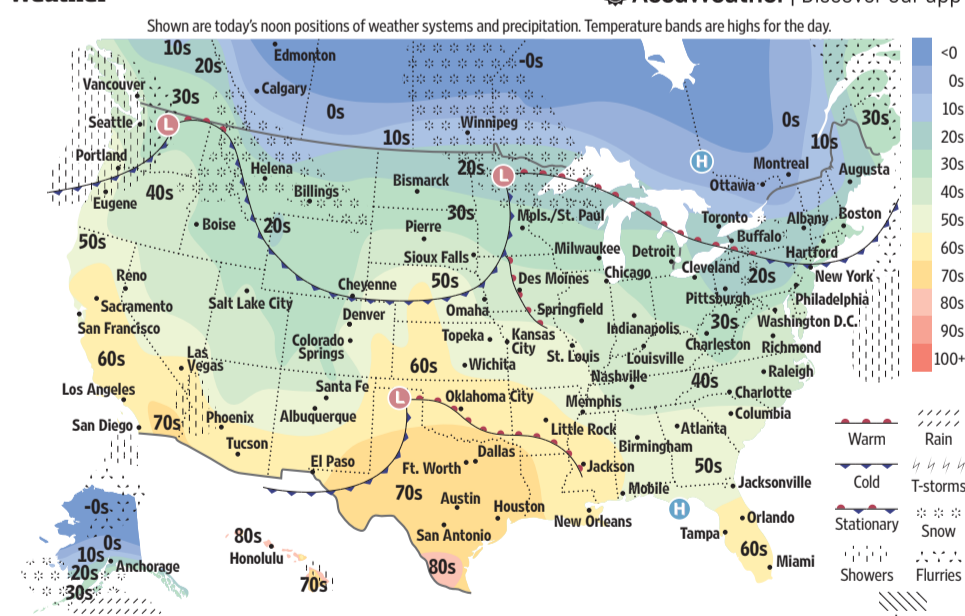 Weather
AccuWeather | Discover our app
Shown are today's noon positions of weather systems and precipitation. Temperature bands are highs for the day.
10s
20s
Edmonton
-0s
<0
Vancouver
Calgary
0s
30s
0s
10s
Seattle
L
0s
30s
10s
Winnipeg
10s
20s
Portland
Helena
20s
L
H
Montreal
30s
Ottawa
Augusta
40s
Eugene
40s
Billings
Bismarck
30s
Mpls./St. Paul
Toronto
Albany
Boston
50s
Boise
20s
Pierre
Buffalo
50s
Sioux Falls
Milwaukee
Detroit
Hartford
60s
Reno
50s
Des Moines
Chicago
Cleveland
20s
New York
70s
Sacramento
Salt Lake City
Cheyenne
Omaha
Springfield
Pittsburgh
Philadelphia
80s
San Francisco
Denver
Indianapolis
30s
Washington D.C.
90s
Colorado
Springs
Topeka
Kansas
City
St. Louis
Louisville
Charleston
Richmond
100+
60s
Las
Vegas
60s
Wichita
Nashville
Raleigh
Los Angeles
Santa Fe
L
Oklahoma City
Memphis
40s
Charlotte
San Diego
70s
Phoenix
Albuquerque
Little Rock
Columbia
Atlanta
Birmingham
Warm
Rain
Tucson
El Paso
Ft. Worth
Dallas
Jackson
50s
Cold
T-storms
70s
Austin
Mobile
Jacksonville
-0s
Houston
New Orleans
H
Orlando
Stationary
Snow
0s
80s
San Antonio
Tampa
60s
10s
Anchorage
Honolulu
80s
Miami
Showers
Flurries
20s
70s
30s